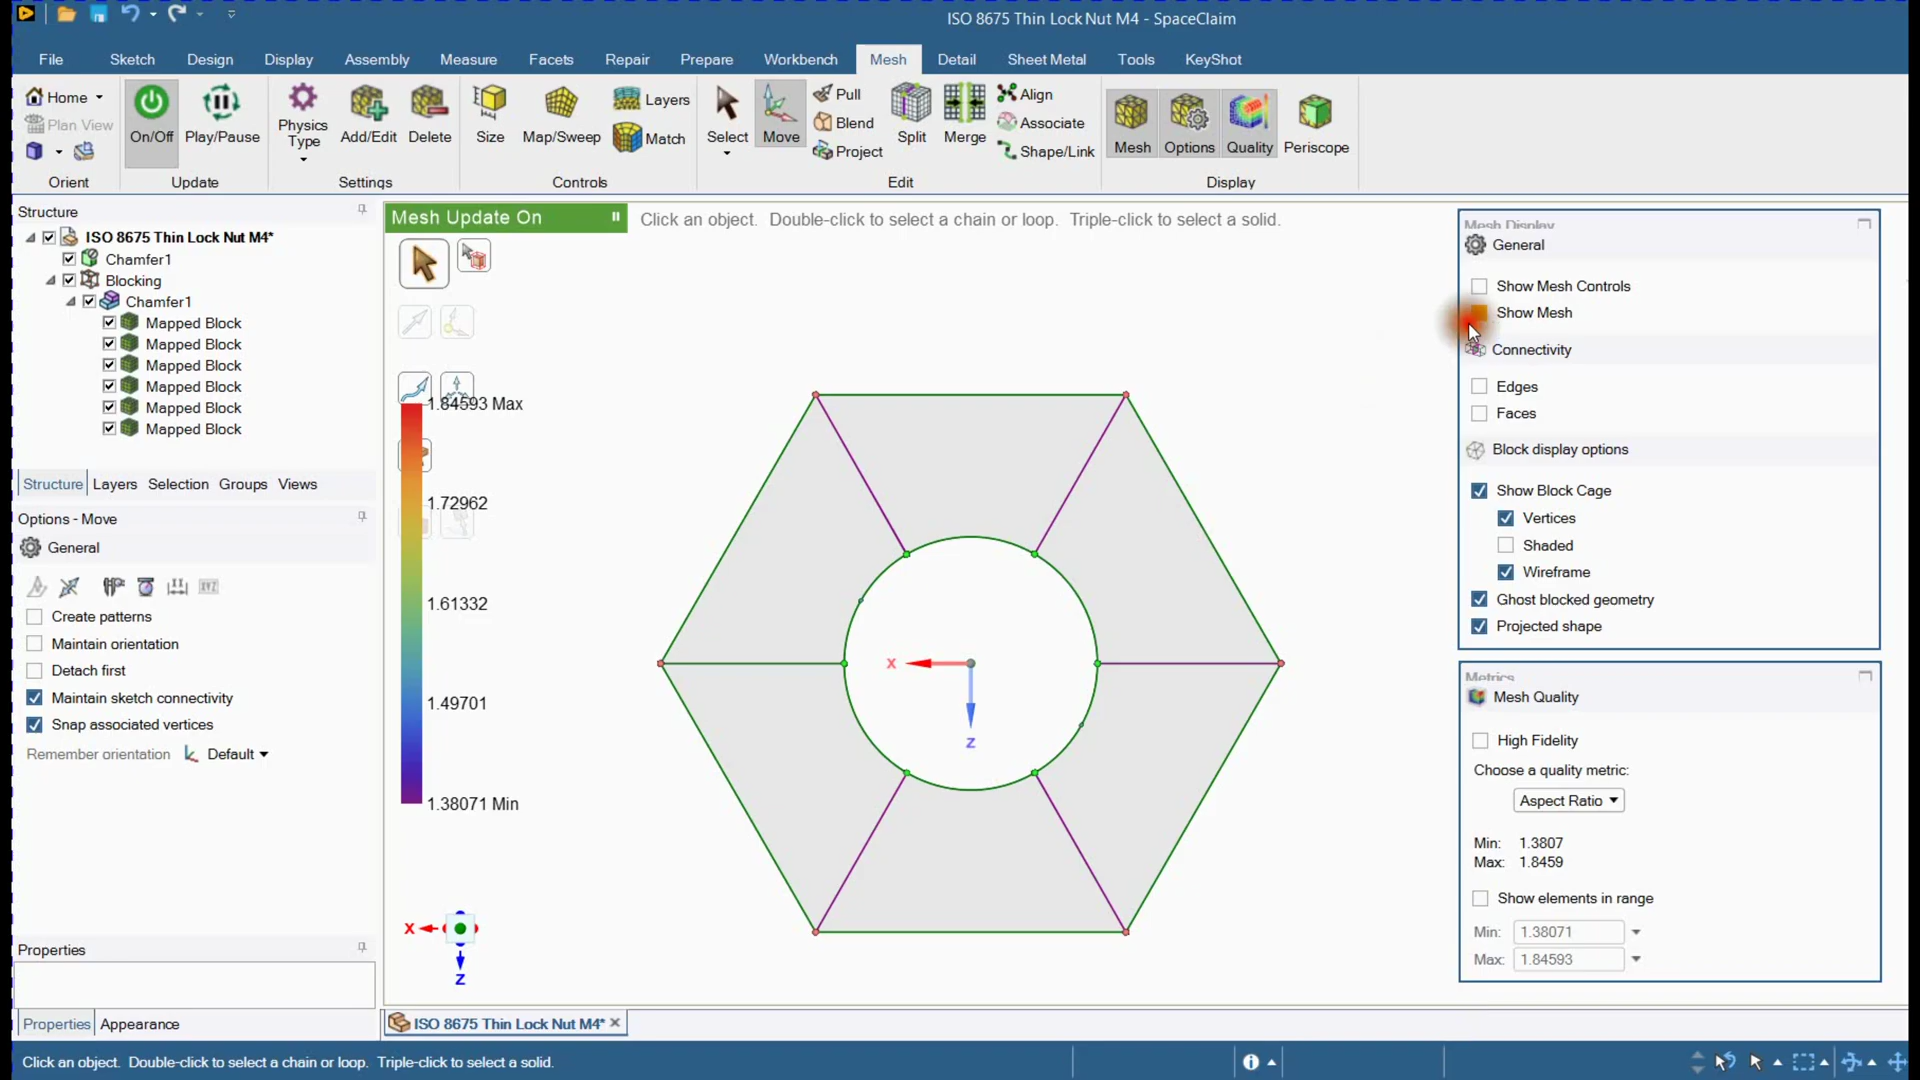 ISO 8675 Thin Lock Nut M4 - SpaceClaim
File Sketch Design Display Assembly Measure Facets Repair Prepare Workbench Mesh Detail Sheet Metal Tools KeyShot
Home
Plan View
Orient
On/Off
Play/Pause
Update
Physics
Type
Add/Edit
Delete
Settings
Size
Map/Sweep
Layers
Match
Controls
Select
Move
Pull
Blend
Project
Split
Merge
Align
Associate
Shape/Link
Edit
Mesh
Options
Quality
Periscope
Display
Structure
ISO 8675 Thin Lock Nut M4*
Chamfer1
Blocking
Chamfer1
Mapped Block
Mapped Block
Mapped Block
Mapped Block
Mapped Block
Mapped Block
Structure Layers Selection Groups Views
Options - Move
General
XYZ
Create patterns
Maintain orientation
Detach first
Maintain sketch connectivity
Snap associated vertices
Remember orientation Default
Properties
Properties Appearance
Mesh Update On
Click an object. Double-click to select a chain or loop. Triple-click to select a solid.
1.84593 Max
1.72962
1.61332
1.49701
1.38071 Min
X
Z
X
Z
Mesh Display
General
Show Mesh Controls
Show Mesh
Connectivity
Edges
Faces
Block display options
Show Block Cage
Vertices
Shaded
Wireframe
Ghost blocked geometry
Projected shape
Metrics
Mesh Quality
High Fidelity
Choose a quality metric:
Aspect Ratio
Min: 1.3807
Max: 1.8459
Show elements in range
Min: 1.38071
Max: 1.84593
ISO 8675 Thin Lock Nut M4*
Click an object. Double-click to select a chain or loop. Triple-click to select a solid.